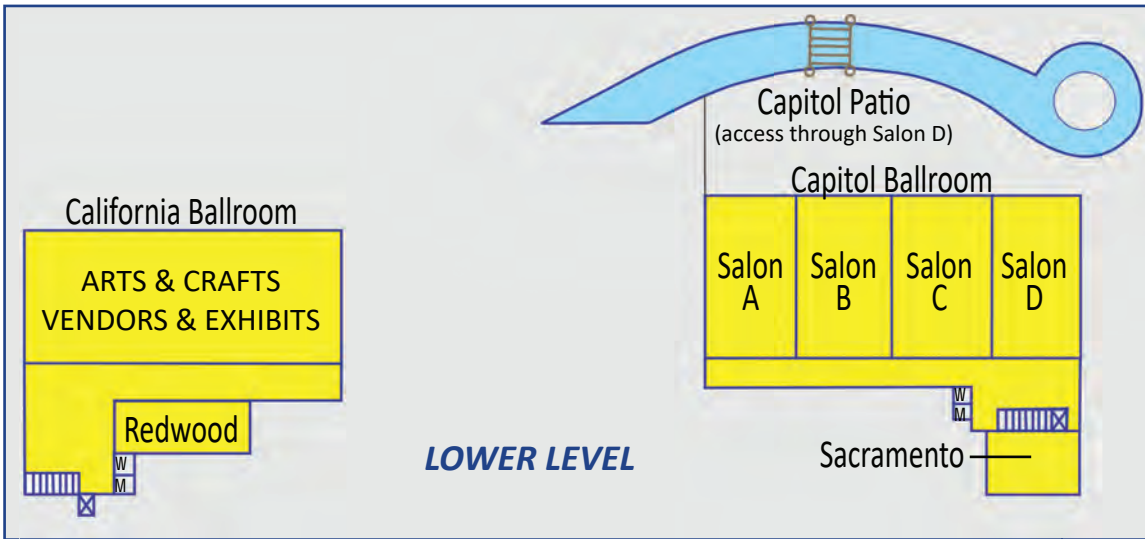 Capitol Patio
(access through Salon D)
Capitol Ballroom
California Ballroom
ARTS & CRAFTS
VENDORS & EXHIBITS
Salon
A
Salon
B
Salon
C
Salon
D
W
M
Redwood
W
M
LOWER LEVEL
Sacramento